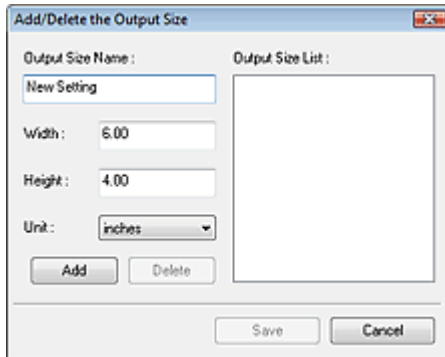 Add/Delete the Output Size
Output Size Name :
Output Size List :
New Setting
Width :
6.00
Height :
4.00
Unit :
inches
Add
Delete
Save
Cancel